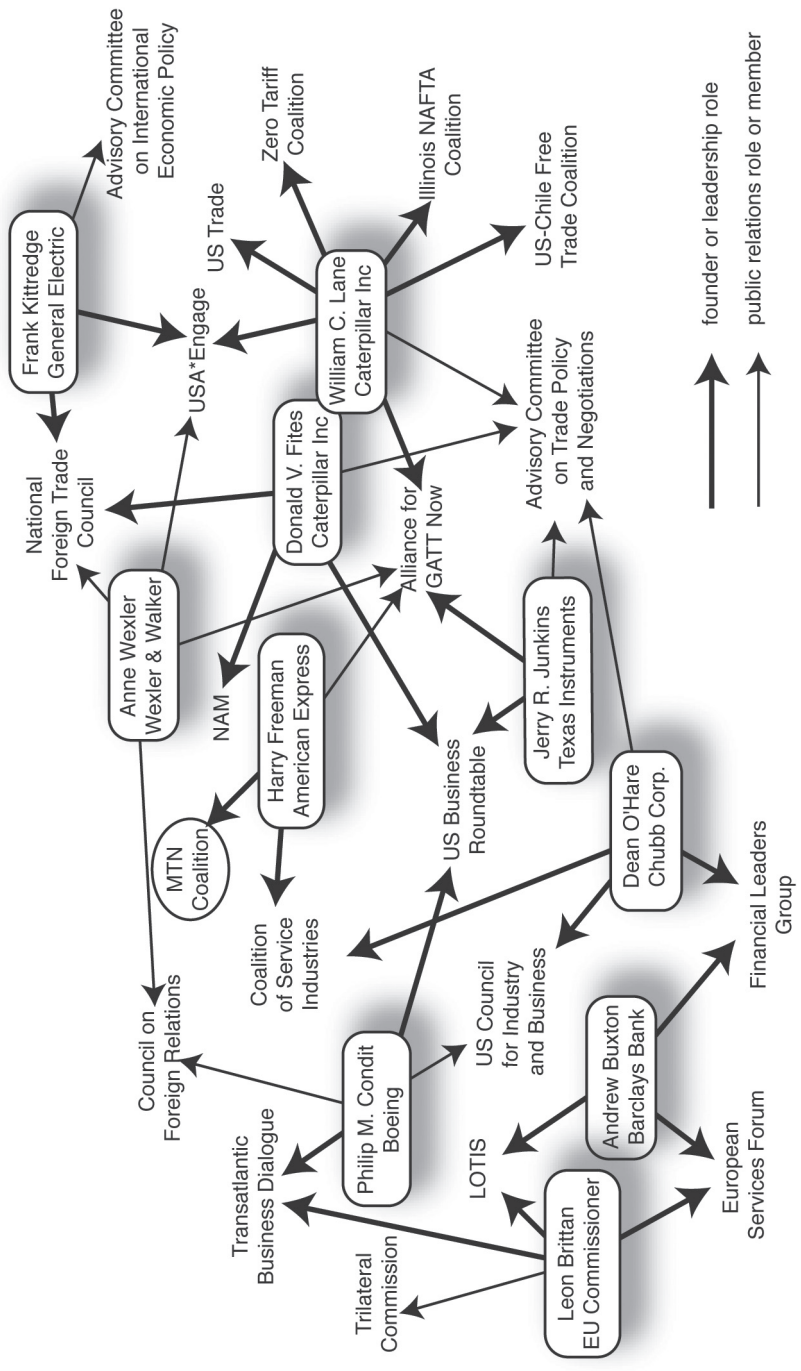 Frank Kittredge
General Electric
Advisory Committee
on International
Economic Policy
National
Foreign Trade
Council
USA*Engage
US Trade
Zero Tariff
Coalition
Illinois NAFTA
Coalition
US-Chile Free
Trade Coalition
William C. Lane
Caterpillar Inc
Donald V. Fites
Caterpillar Inc
Anne Wexler
Wexler & Walker
NAM
Harry Freeman
American Express
MTN
Coalition
Alliance for
GATT Now
Advisory Committee
on Trade Policy
and Negotiations
Jerry R. Junkins
Texas Instruments
US Business
Roundtable
Coalition
of Service
Industries
Dean O'Hare
Chubb Corp.
Council on
Foreign Relations
Philip M. Condit
Boeing
US Council
for Industry
and Business
Financial Leaders
Group
Transatlantic
Business Dialogue
Andrew Buxton
Barclays Bank
LOTIS
Trilateral
Commission
Leon Brittan
EU Commissioner
European
Services Forum
founder or leadership role
public relations role or member